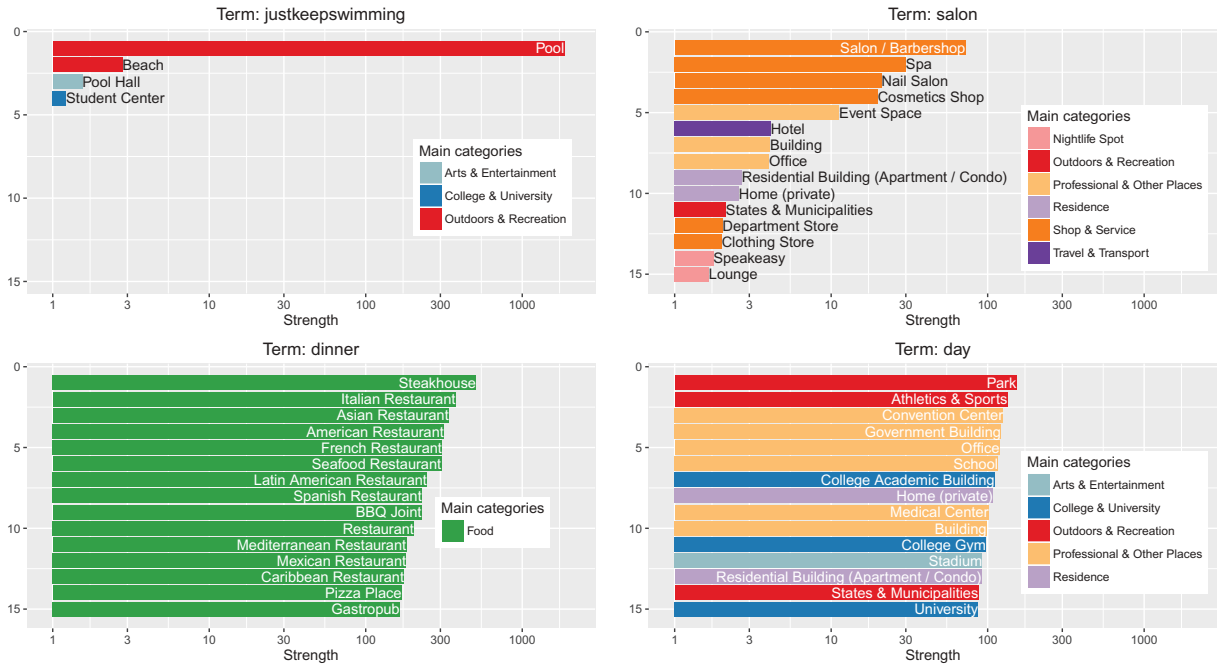 Term: justkeepswimming
0
5
10
15
Pool
Beach
Pool Hall
Student Center
Main categories
Arts & Entertainment
College & University
Outdoors & Recreation
1 3 10 30 100 300 1000
Strength
Term: salon
0
5
10
15
Salon / Barbershop
Spa
Nail Salon
Cosmetics Shop
Event Space
Hotel
Building
Office
Residential Building (Apartment / Condo)
Home (private)
States & Municipalities
Department Store
Clothing Store
Speakeasy
Lounge
Main categories
Nightlife Spot
Outdoors & Recreation
Professional & Other Places
Residence
Shop & Service
Travel & Transport
1 3 10 30 100 300 1000
Strength
Term: dinner
0
5
10
15
Steakhouse
Italian Restaurant
Asian Restaurant
American Restaurant
French Restaurant
Seafood Restaurant
Latin American Restaurant
Spanish Restaurant
BBQ Joint
Restaurant
Mediterranean Restaurant
Mexican Restaurant
Caribbean Restaurant
Pizza Place
Gastropub
Main categories
Food
1 3 10 30 100 300 1000
Strength
Term: day
0
5
10
15
Park
Athletics & Sports
Convention Center
Government Building
Office
School
College Academic Building
Home (private)
Medical Center
Building
College Gym
Stadium
Residential Building (Apartment / Condo)
States & Municipalities
University
Main categories
Arts & Entertainment
College & University
Outdoors & Recreation
Professional & Other Places
Residence
1 3 10 30 100 300 1000
Strength